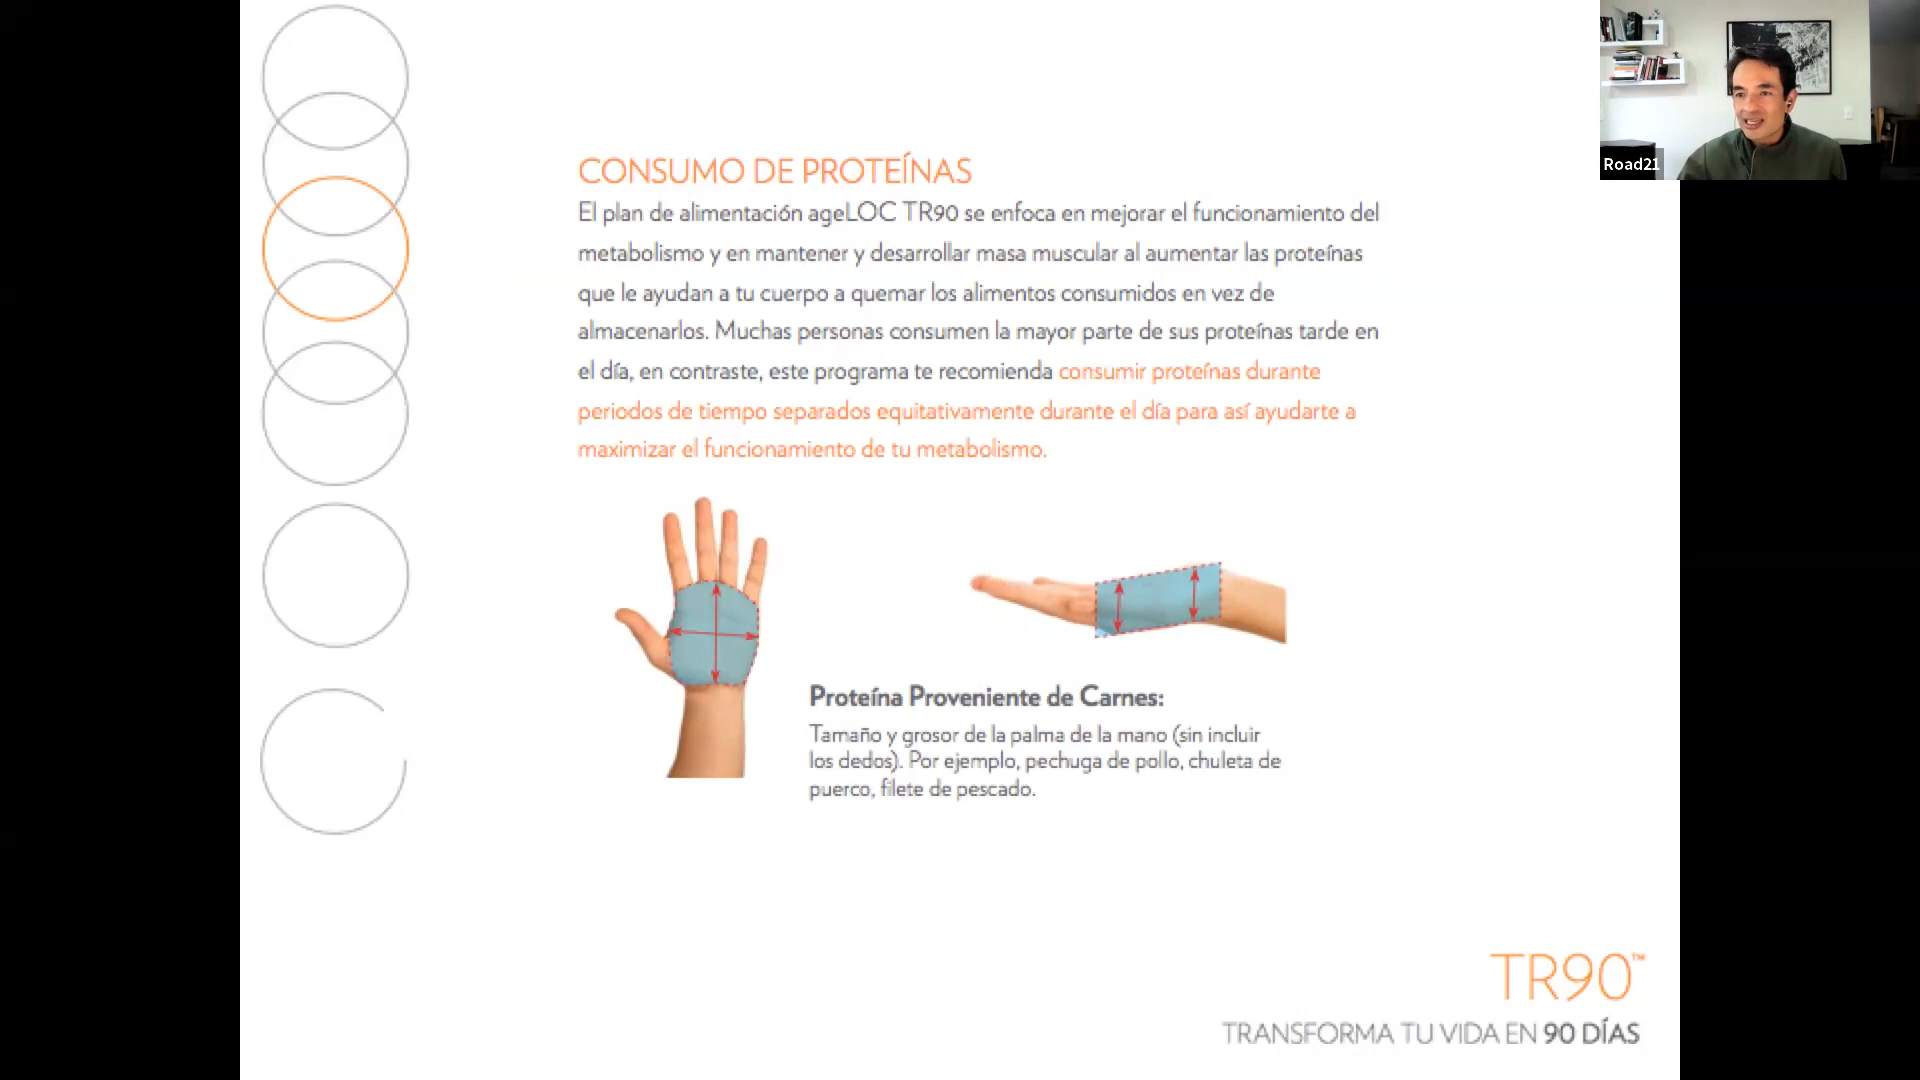 Road21
CONSUMO DE PROTEÍNAS
El plan de alimentación ageLOC TR90 se enfoca en mejorar el funcionamiento del
metabolismo y en mantener y desarrollar masa muscular al aumentar las proteínas
que le ayudan a tu cuerpo a quemar los alimentos consumidos en vez de
almacenarlos. Muchas personas consumen la mayor parte de sus proteínas tarde en
el día, en contraste, este programa te recomienda consumir proteínas durante
periodos de tiempo separados equitativamente durante el día para así ayudarte a
maximizar el funcionamiento de tu metabolismo.
Proteína Proveniente de Carnes:
Tamaño y grosor de la palma de la mano (sin incluir
los dedos). Por ejemplo, pechuga de pollo, chuleta de
puerco, filete de pescado.
TR90™
TRANSFORMA TU VIDA EN 90 DÍAS